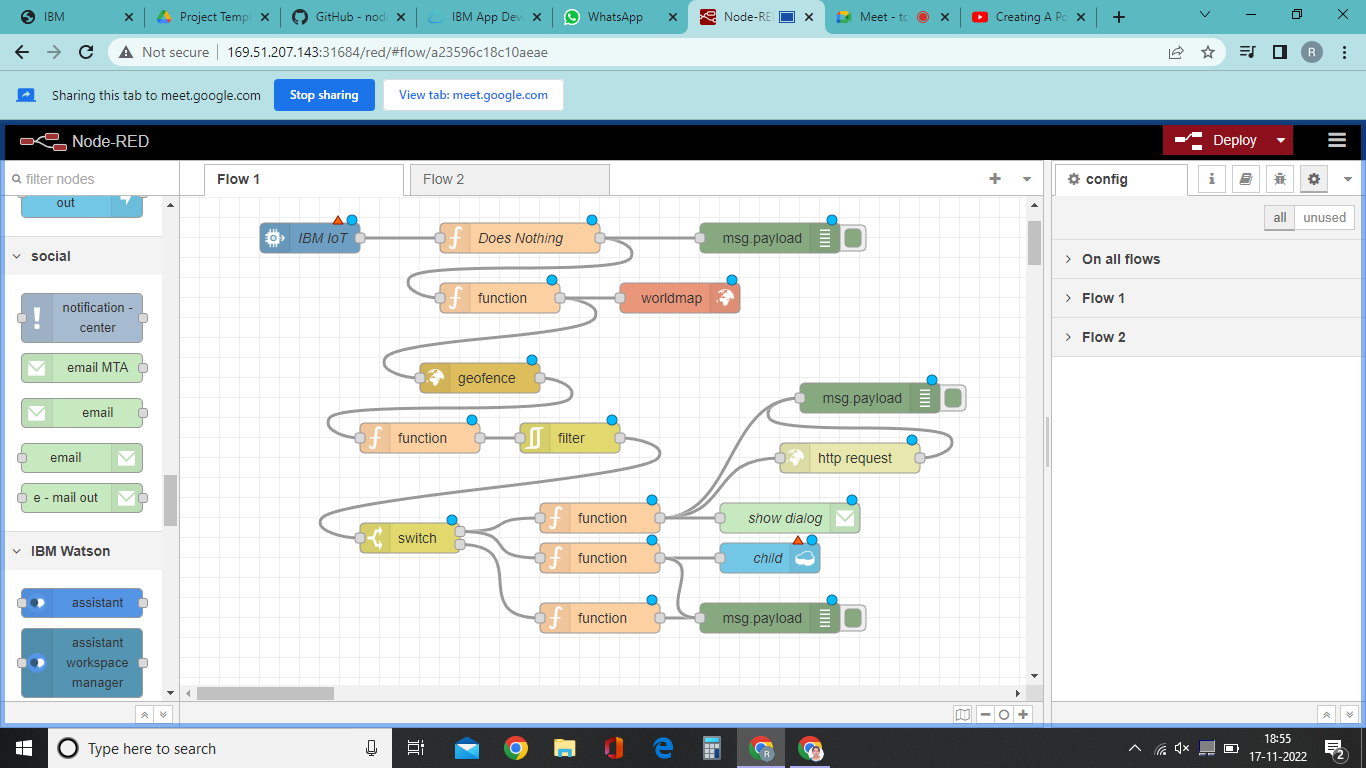 IBM
Project Temp
GitHub - nod
IBM App Dev
WhatsApp
Node-RE
Meet - to
Creating A Po
Not secure
169.51.207.143:31684/red/#flow/a23596c18c10aeae
R
Sharing this tab to meet.google.com
Stop sharing
View tab: meet.google.com
Node-RED
Deploy
filter nodes
Flow 1
Flow 2
config
i
all
unused
out
social
notification -
center
email MTA
email
email
e - mail out
IBM Watson
assistant
assistant
workspace
manager
IBM IoT
Does Nothing
msg.payload
function
worldmap
geofence
msg.payload
function
filter
http request
function
show dialog
switch
function
child
function
msg.payload
On all flows
Flow 1
Flow 2
Type here to search
R
18:55
17-11-2022
2